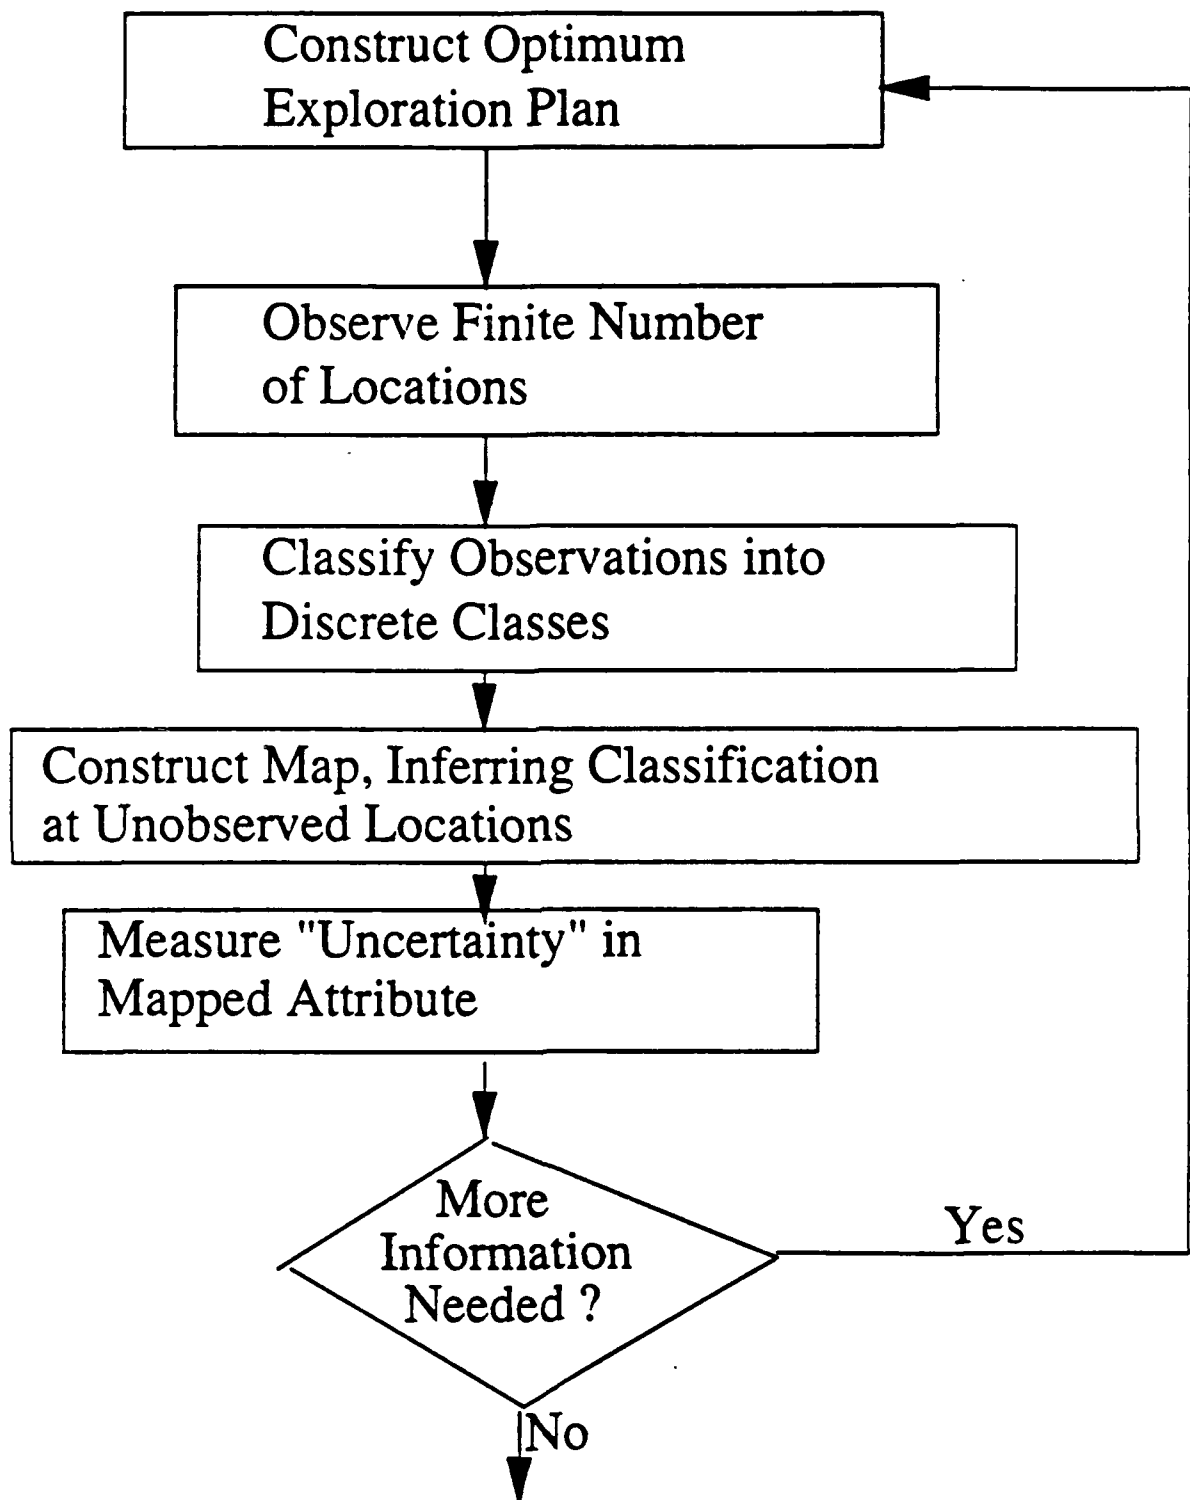 Construct Optimum
Exploration Plan
Observe Finite Number
of Locations
Classify Observations into
Discrete Classes
Construct Map, Inferring Classification
at Unobserved Locations
Measure "Uncertainty" in
Mapped Attribute
More
Information
Needed ?
Yes
No